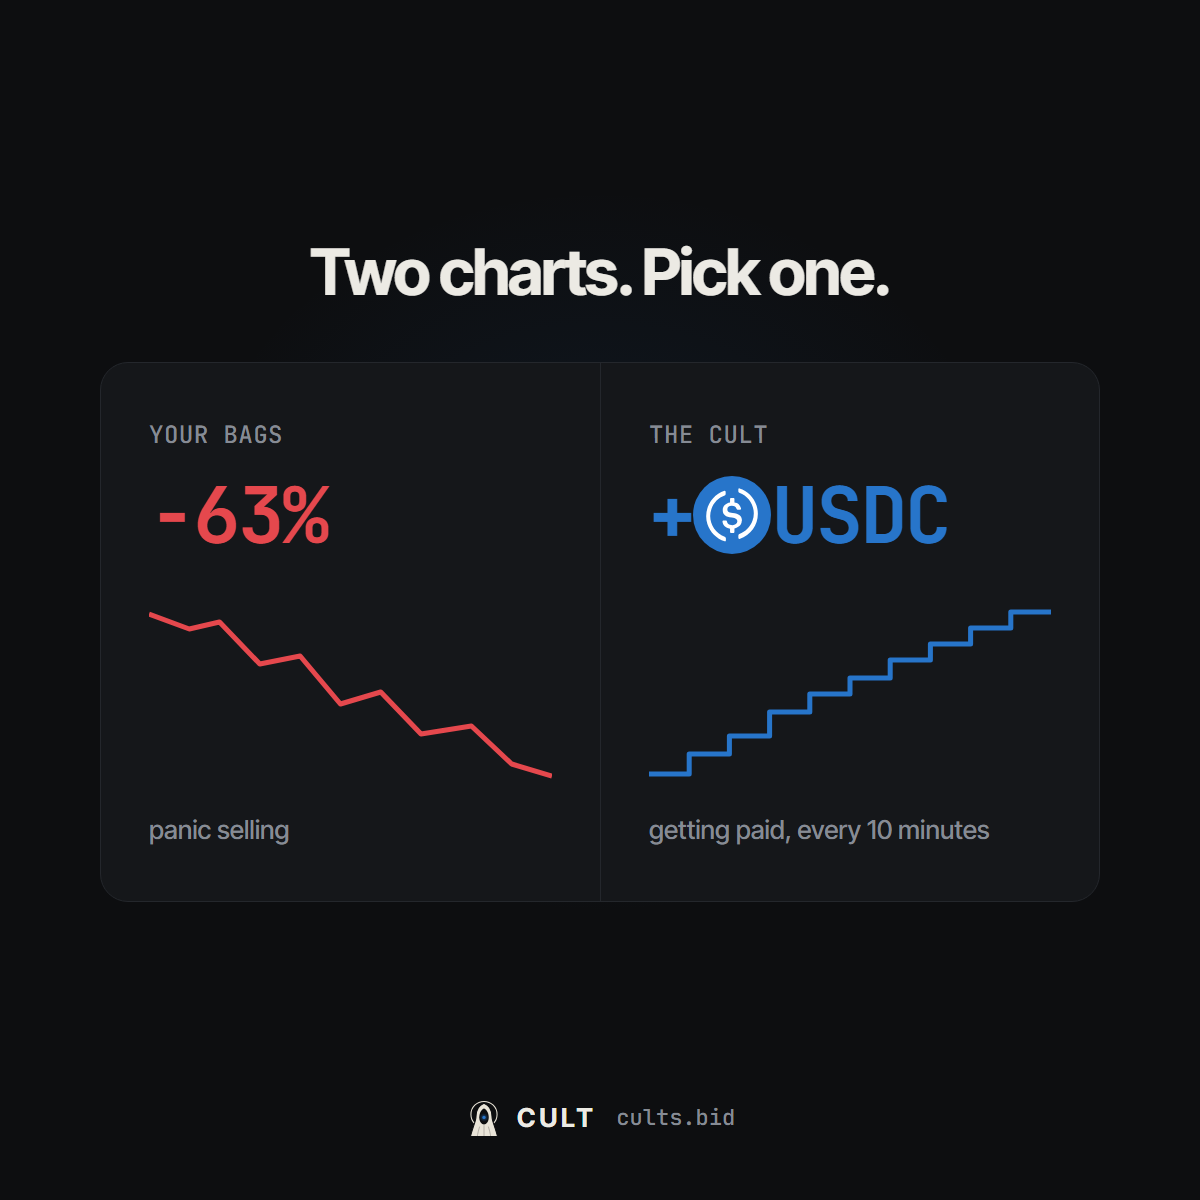 Two charts. Pick one.
YOUR BAGS
-63%
panic selling
THE CULT
+$USDC
getting paid, every 10 minutes
CULT cults.bid